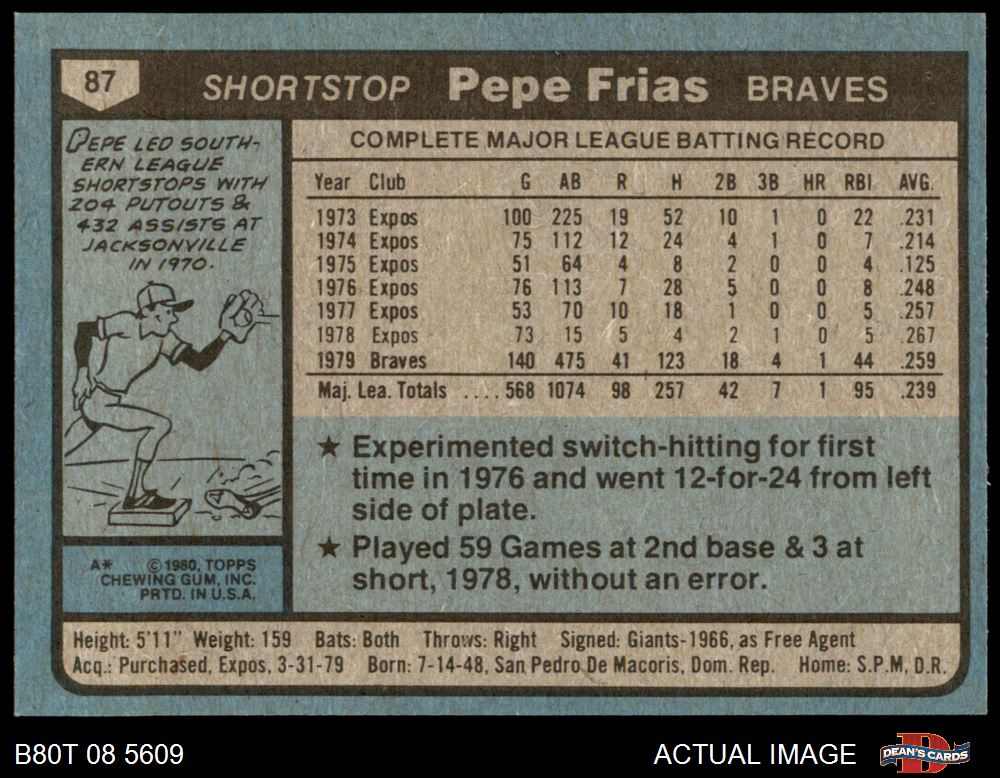 87 SHORTSTOP Pepe Frias BRAVES
PEPE LED SOUTH-
ERN LEAGUE
SHORTSTOPS WITH
204 PUTOUTS &
432 ASSISTS AT
JACKSONVILLE
IN 1970.
A* ©1980, TOPPS
CHEWING GUM, INC.
PRTD. IN U.S.A.
COMPLETE MAJOR LEAGUE BATTING RECORD
Year Club G AB R H 2B 3B HR RBI AVG.
1973 Expos 100 225 19 52 10 1 0 22 .231
1974 Expos 75 112 12 24 4 1 0 7 .214
1975 Expos 51 64 4 8 2 0 0 4 .125
1976 Expos 76 113 7 28 5 0 0 8 .248
1977 Expos 53 70 10 18 1 0 0 5 .257
1978 Expos 73 15 5 4 2 1 0 5 .267
1979 Braves 140 475 41 123 18 4 1 44 .259
Maj. Lea. Totals .... 568 1074 98 257 42 7 1 95 .239
★ Experimented switch-hitting for first
time in 1976 and went 12-for-24 from left
side of plate.
★ Played 59 Games at 2nd base & 3 at
short, 1978, without an error.
Height: 5'11" Weight: 159 Bats: Both Throws: Right Signed: Giants-1966, as Free Agent
Acq.: Purchased, Expos, 3-31-79 Born: 7-14-48, San Pedro De Macoris, Dom. Rep. Home: S.P.M, D.R.
B80T 08 5609 ACTUAL IMAGE DEAN'S CARDS